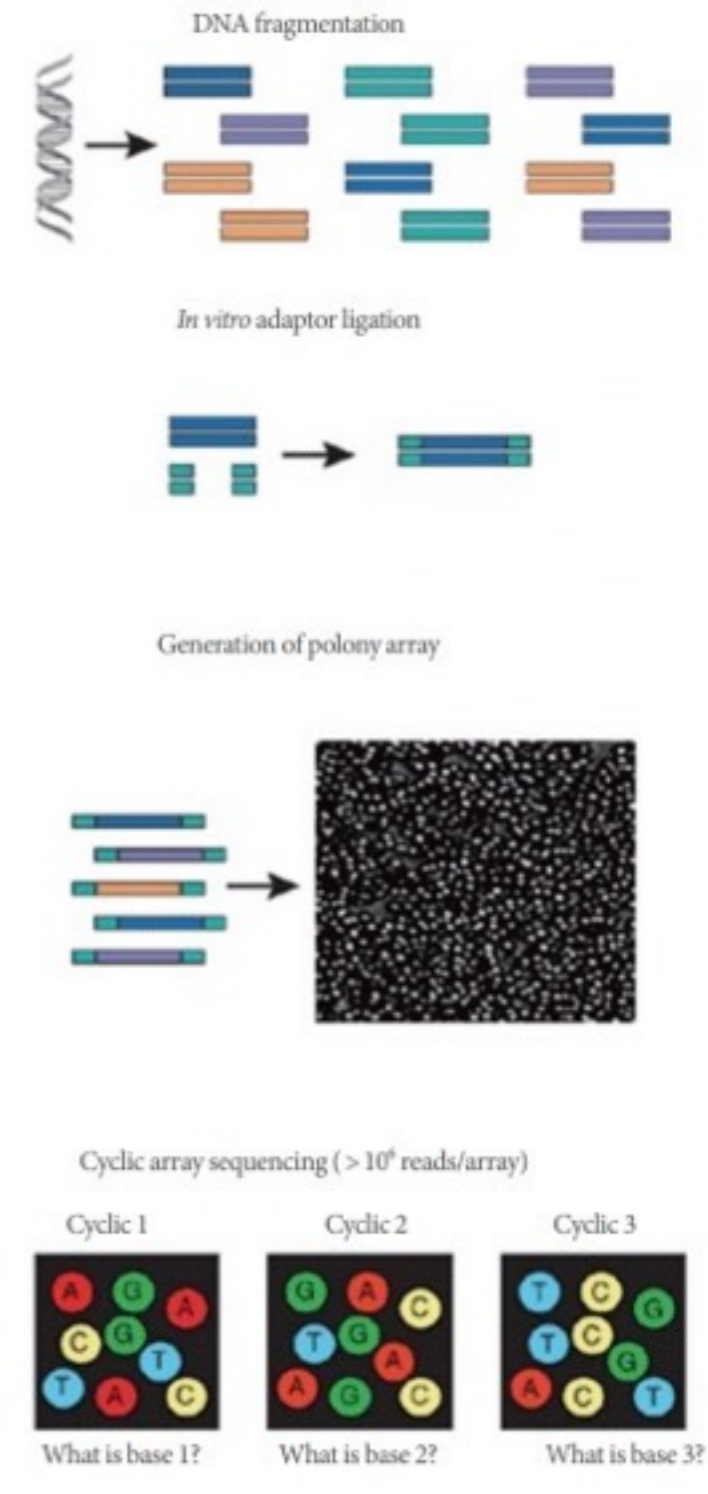 DNA fragmentation
In vitro adaptor ligation
Generation of polony array
Cyclic array sequencing (> 10⁶ reads/array)
Cyclic 1 Cyclic 2 Cyclic 3
A G A
C G T
T A C
G A C
T G A
A G C
T C G
T C G
A C T
What is base 1? What is base 2? What is base 3?